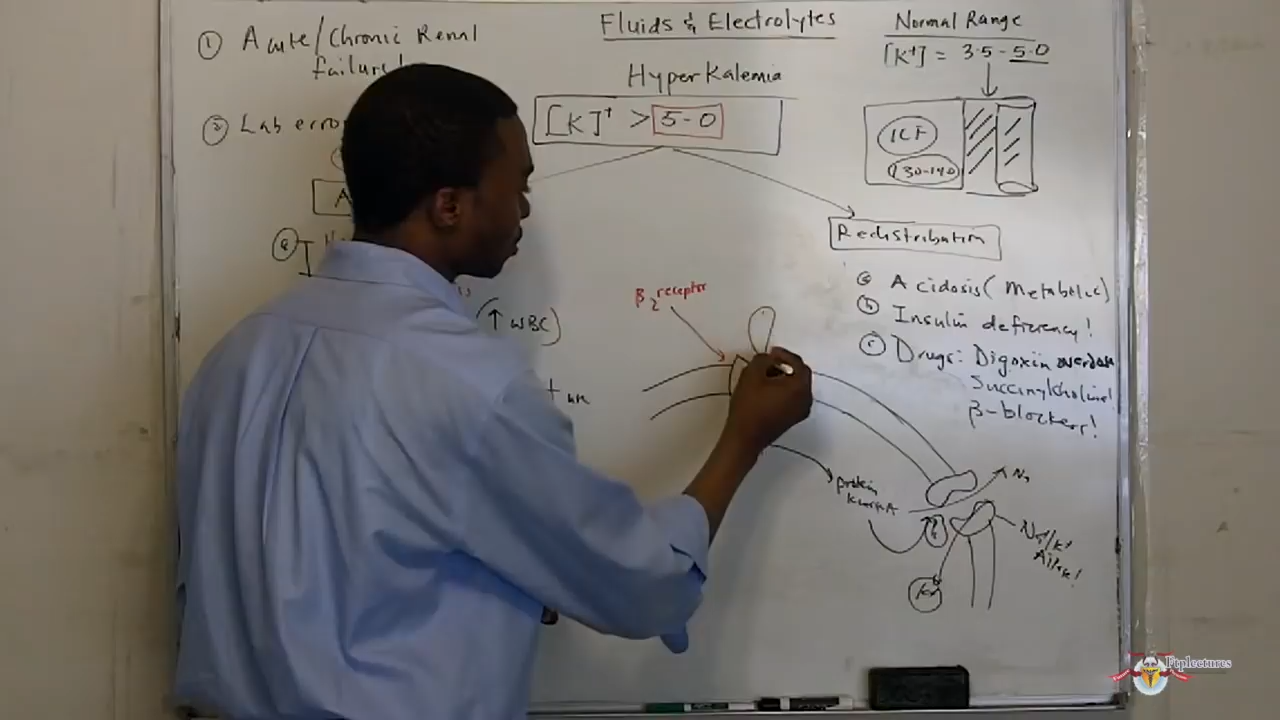 Fluids & Electrolytes
Normal Range
[K+] = 3.5 - 5.0
① Acute/Chronic Renal
failure!
HyperKalemia
[K]+ > 5-0
② Lab erro
ICF
130-140
A
Redistribution
ⓐ Acidosis (Metabolic)
ⓑ Insulin deficiency!
ⓒ Drugs: Digoxin overdose
Succinylcholine!
β-blockers!
β2 receptor
(↑ WBC)
protein
kinase A
Na/K+
ATPase!
Ftplectures